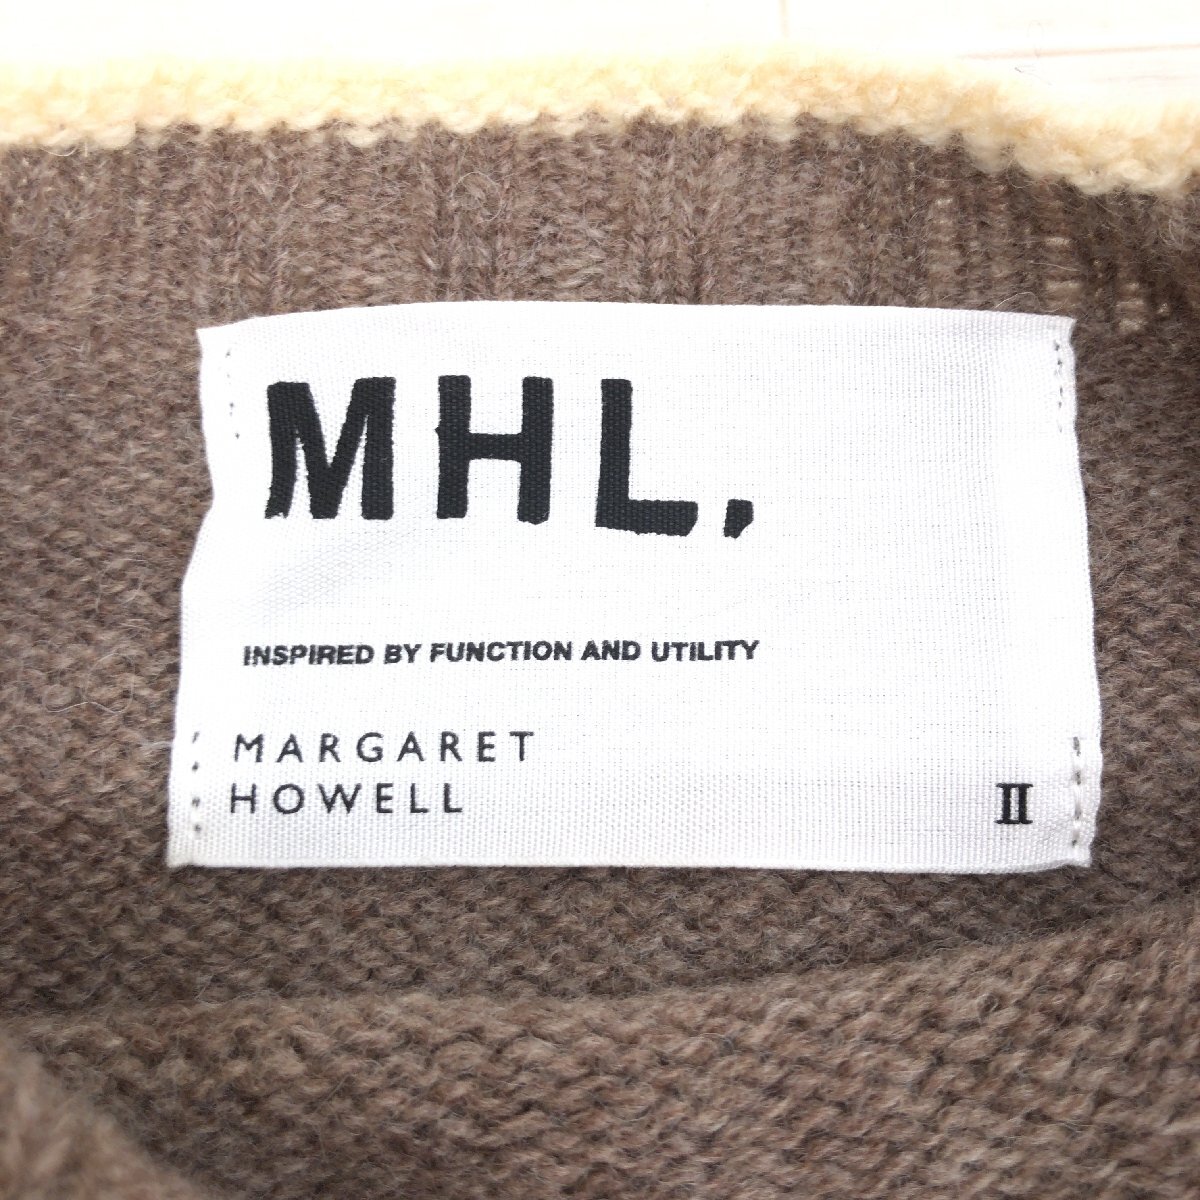 MHL.
INSPIRED BY FUNCTION AND UTILITY
MARGARET
HOWELL
II